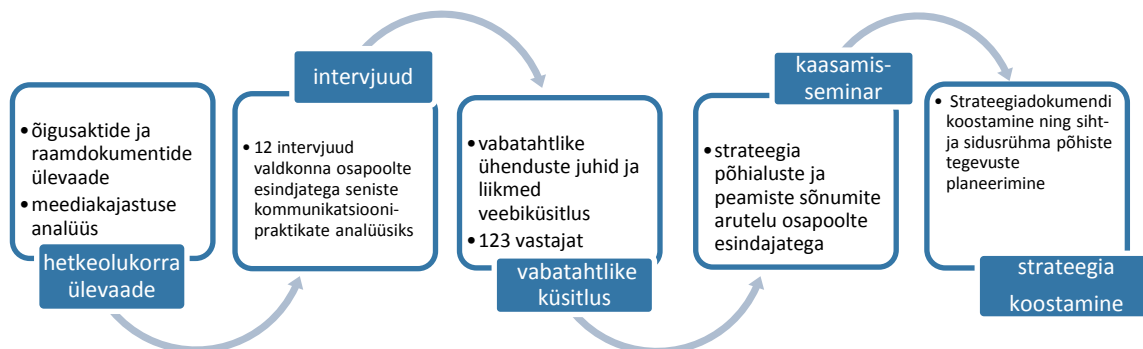 • õigusaktide ja
raamdokumentide
ülevaade
• meediakajastuse
analüüs
hetkeolukorra
ülevaade
intervjuud
• 12 intervjuud
valdkonna osapoolte
esindjatega seniste
kommunikatsiooni-
praktikate analüüsiks
• vabatahtlike
ühenduste juhid ja
liikmed
veebiküsitlus
• 123 vastajat
vabatahtlike
küsitlus
kaasamis-
seminar
• strateegia
põhialuste ja
peamiste sõnumite
arutelu osapoolte
esindajatega
• Strateegiadokumendi
koostamine ning siht-
ja sidusrühma põhiste
tegevuste
planeerimine
strateegia
koostamine